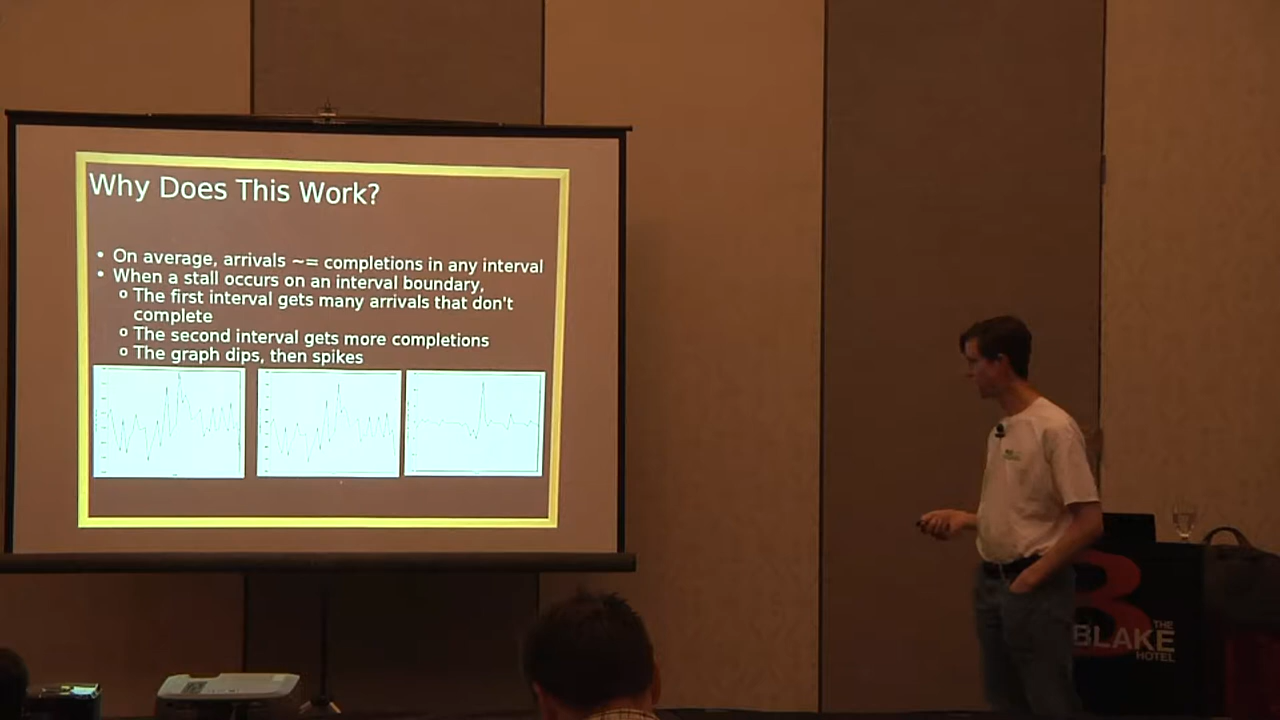 Why Does This Work?
• On average, arrivals ~= completions in any interval
• When a stall occurs on an interval boundary,
o The first interval gets many arrivals that don't
complete
o The second interval gets more completions
o The graph dips, then spikes
THE
BLAKE
HOTEL